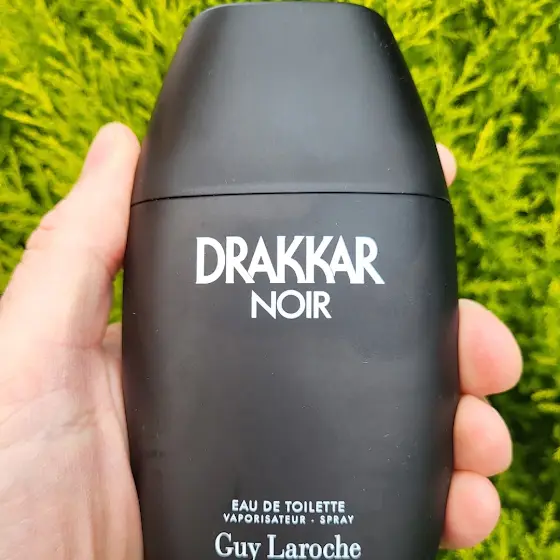 DRAKKAR
NOIR
EAU DE TOILETTE
VAPORISATEUR - SPRAY
Guy Laroche